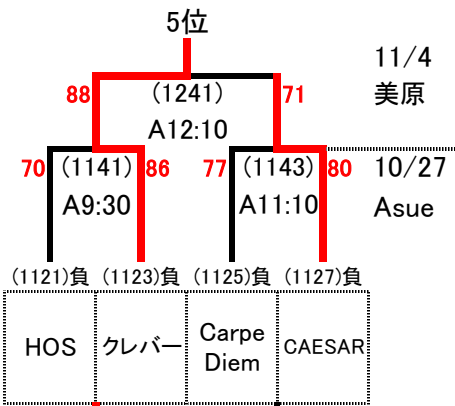 5位
11/4
88 (1241) 71
美原
A12:10
70 (1141) 86 77 (1143) 80 10/27
A9:30 A11:10 Asue
(1121)負 (1123)負 (1125)負 (1127)負
HOS クレバー Carpe Diem CAESAR